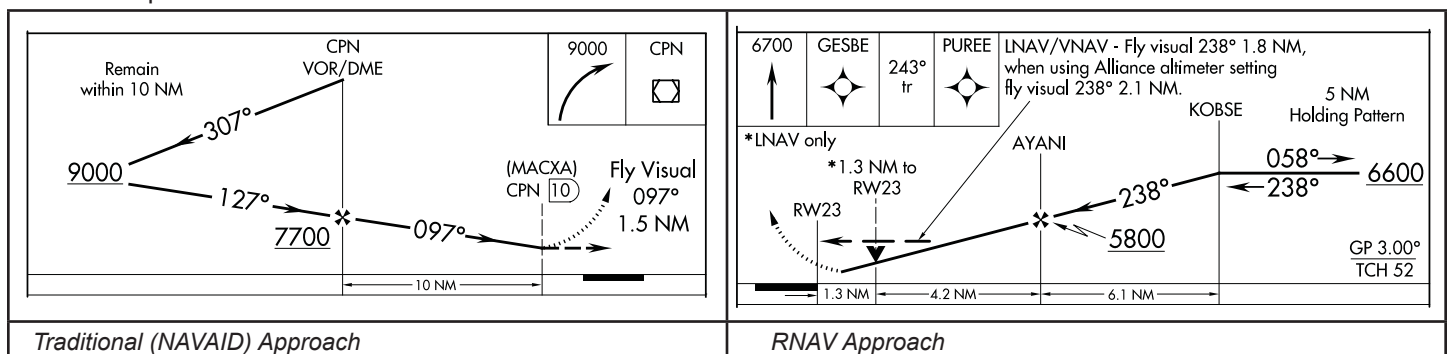 Remain
within 10 NM
CPN
VOR/DME
9000
CPN
307°
9000
127°
7700
097°
(MACXA)
CPN 10
Fly Visual
097°
1.5 NM
10 NM
Traditional (NAVAID) Approach
6700
GESBE
243°
tr
PUREE
LNAV/VNAV - Fly visual 238° 1.8 NM,
when using Alliance altimeter setting
fly visual 238° 2.1 NM.
*LNAV only
*1.3 NM to
RW23
RW23
AYANI
KOBSE
5 NM
Holding Pattern
058°
238°
6600
238°
5800
GP 3.00°
TCH 52
1.3 NM
4.2 NM
6.1 NM
RNAV Approach